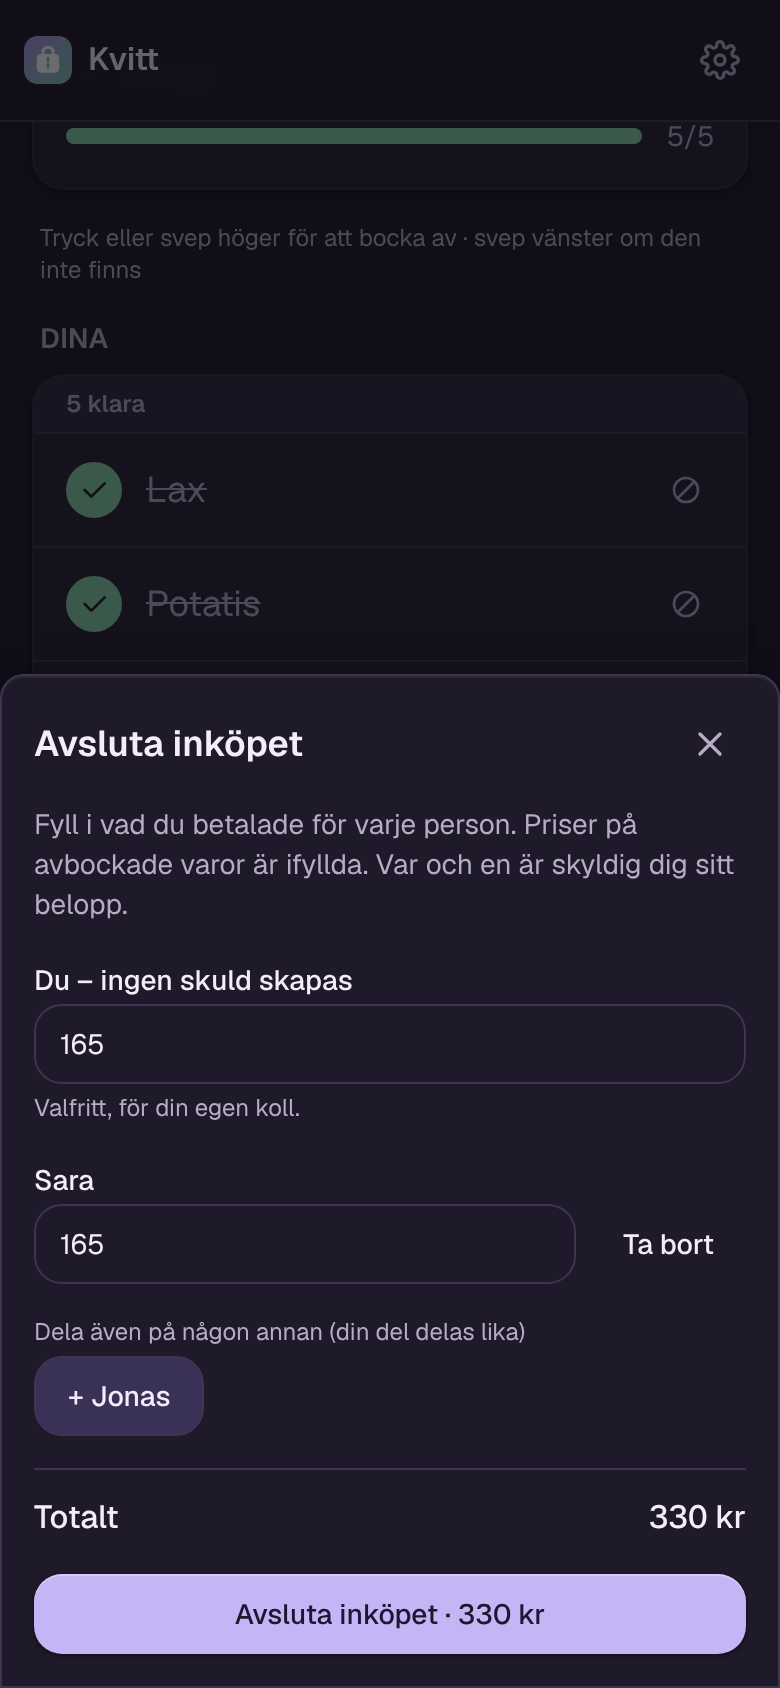 Kvitt
5/5
Tryck eller svep höger för att bocka av · svep vänster om den
inte finns
DINA
5 klara
Lax
Potatis
Avsluta inköpet
Fyll i vad du betalade för varje person. Priser på
avbockade varor är ifyllda. Var och en är skyldig dig sitt
belopp.
Du – ingen skuld skapas
165
Valfritt, för din egen koll.
Sara
165
Ta bort
Dela även på någon annan (din del delas lika)
+ Jonas
Totalt 330 kr
Avsluta inköpet · 330 kr